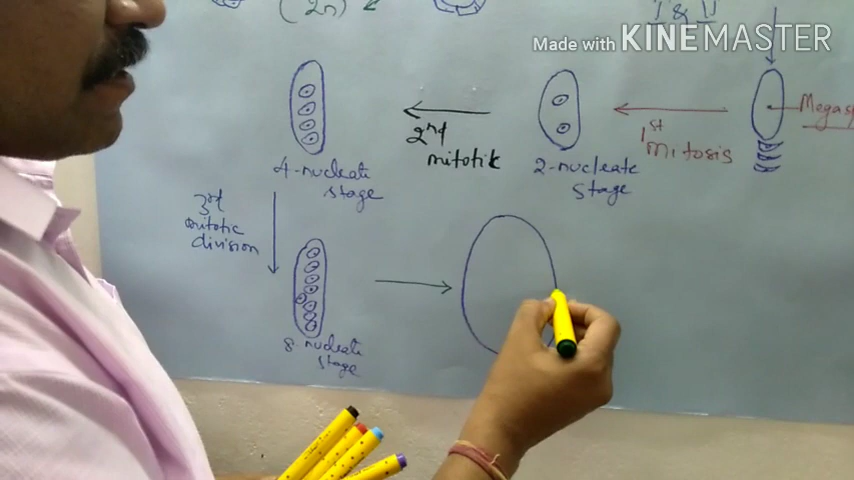 (2n)
I & II
Made with KINEMASTER
Megasp
1st
mitosis
2nd
mitotik
2-nucleate
stage
4-nucleate
stage
3rd
mitotic
division
8-nucleate
stage